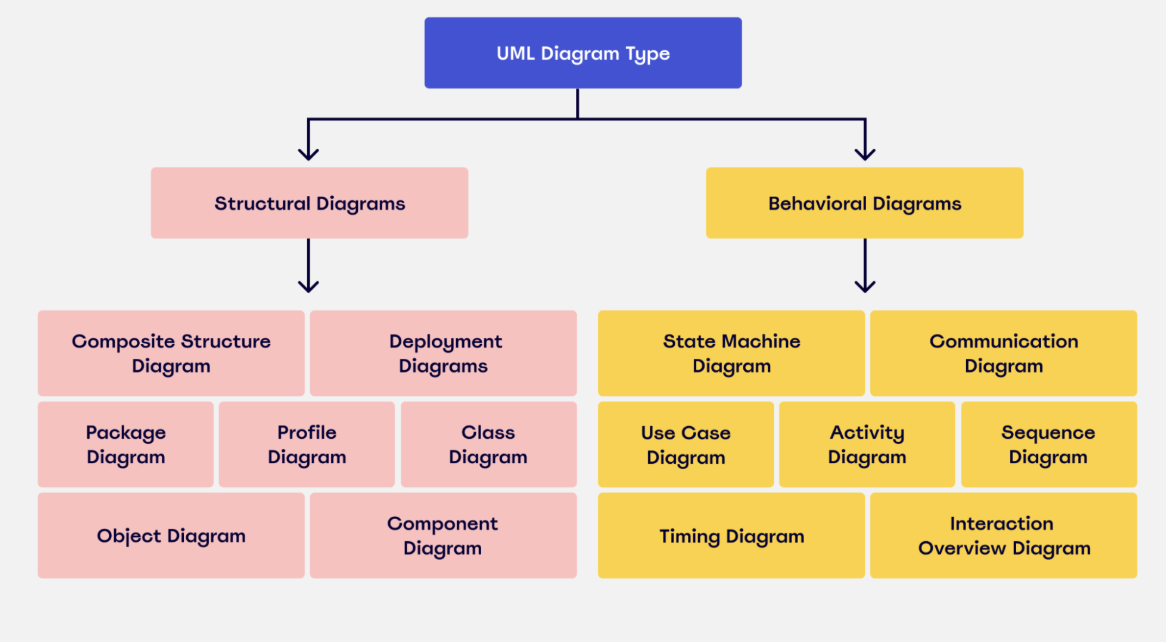 UML Diagram Type
Structural Diagrams
Behavioral Diagrams
Composite Structure
Diagram
Deployment
Diagrams
Package
Diagram
Profile
Diagram
Class
Diagram
Object Diagram
Component
Diagram
State Machine
Diagram
Communication
Diagram
Use Case
Diagram
Activity
Diagram
Sequence
Diagram
Timing Diagram
Interaction
Overview Diagram